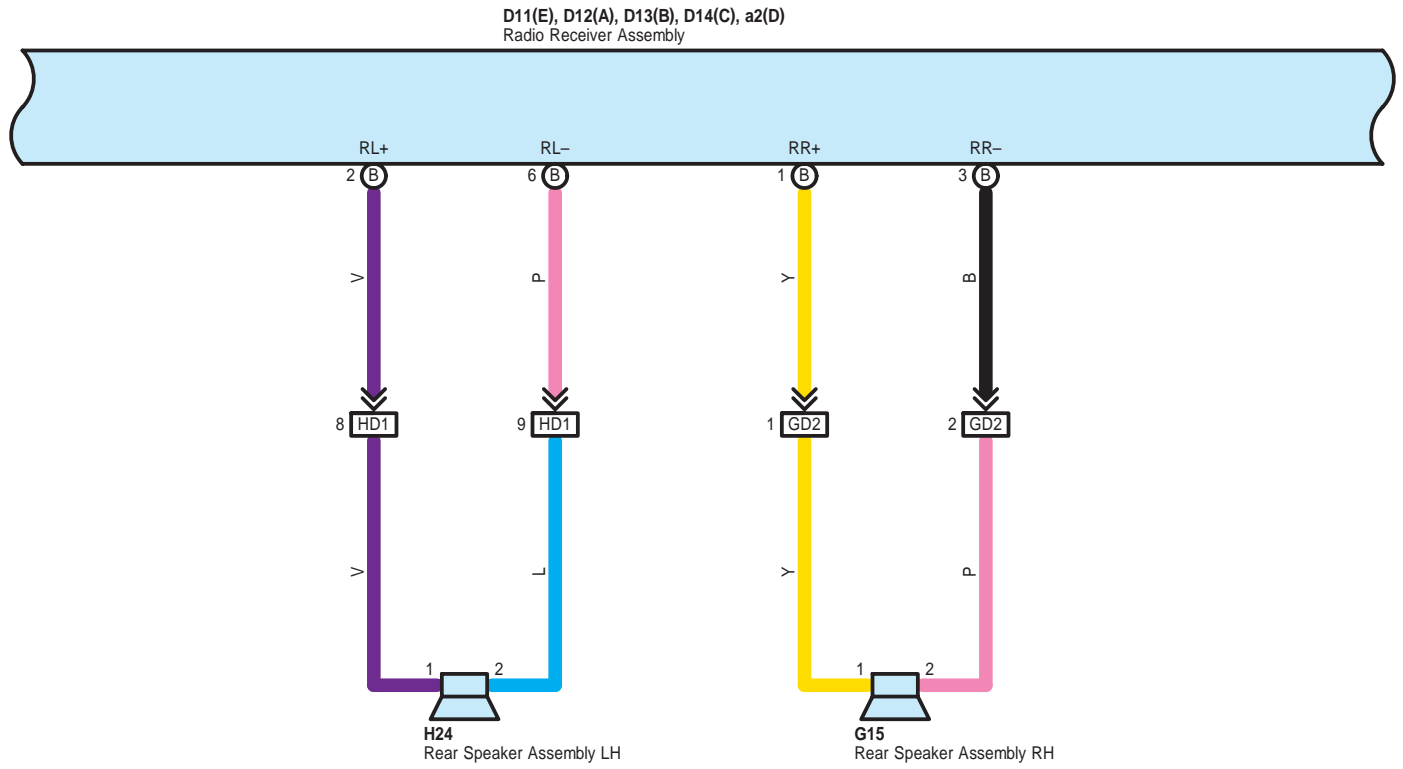 D11(E), D12(A), D13(B), D14(C), a2(D)
Radio Receiver Assembly
RL+ RL– RR+ RR–
2 B 6 B 1 B 3 B
V P Y B
8 HD1 9 HD1 1 GD2 2 GD2
V L Y P
1 2 1 2
H24 G15
Rear Speaker Assembly LH Rear Speaker Assembly RH